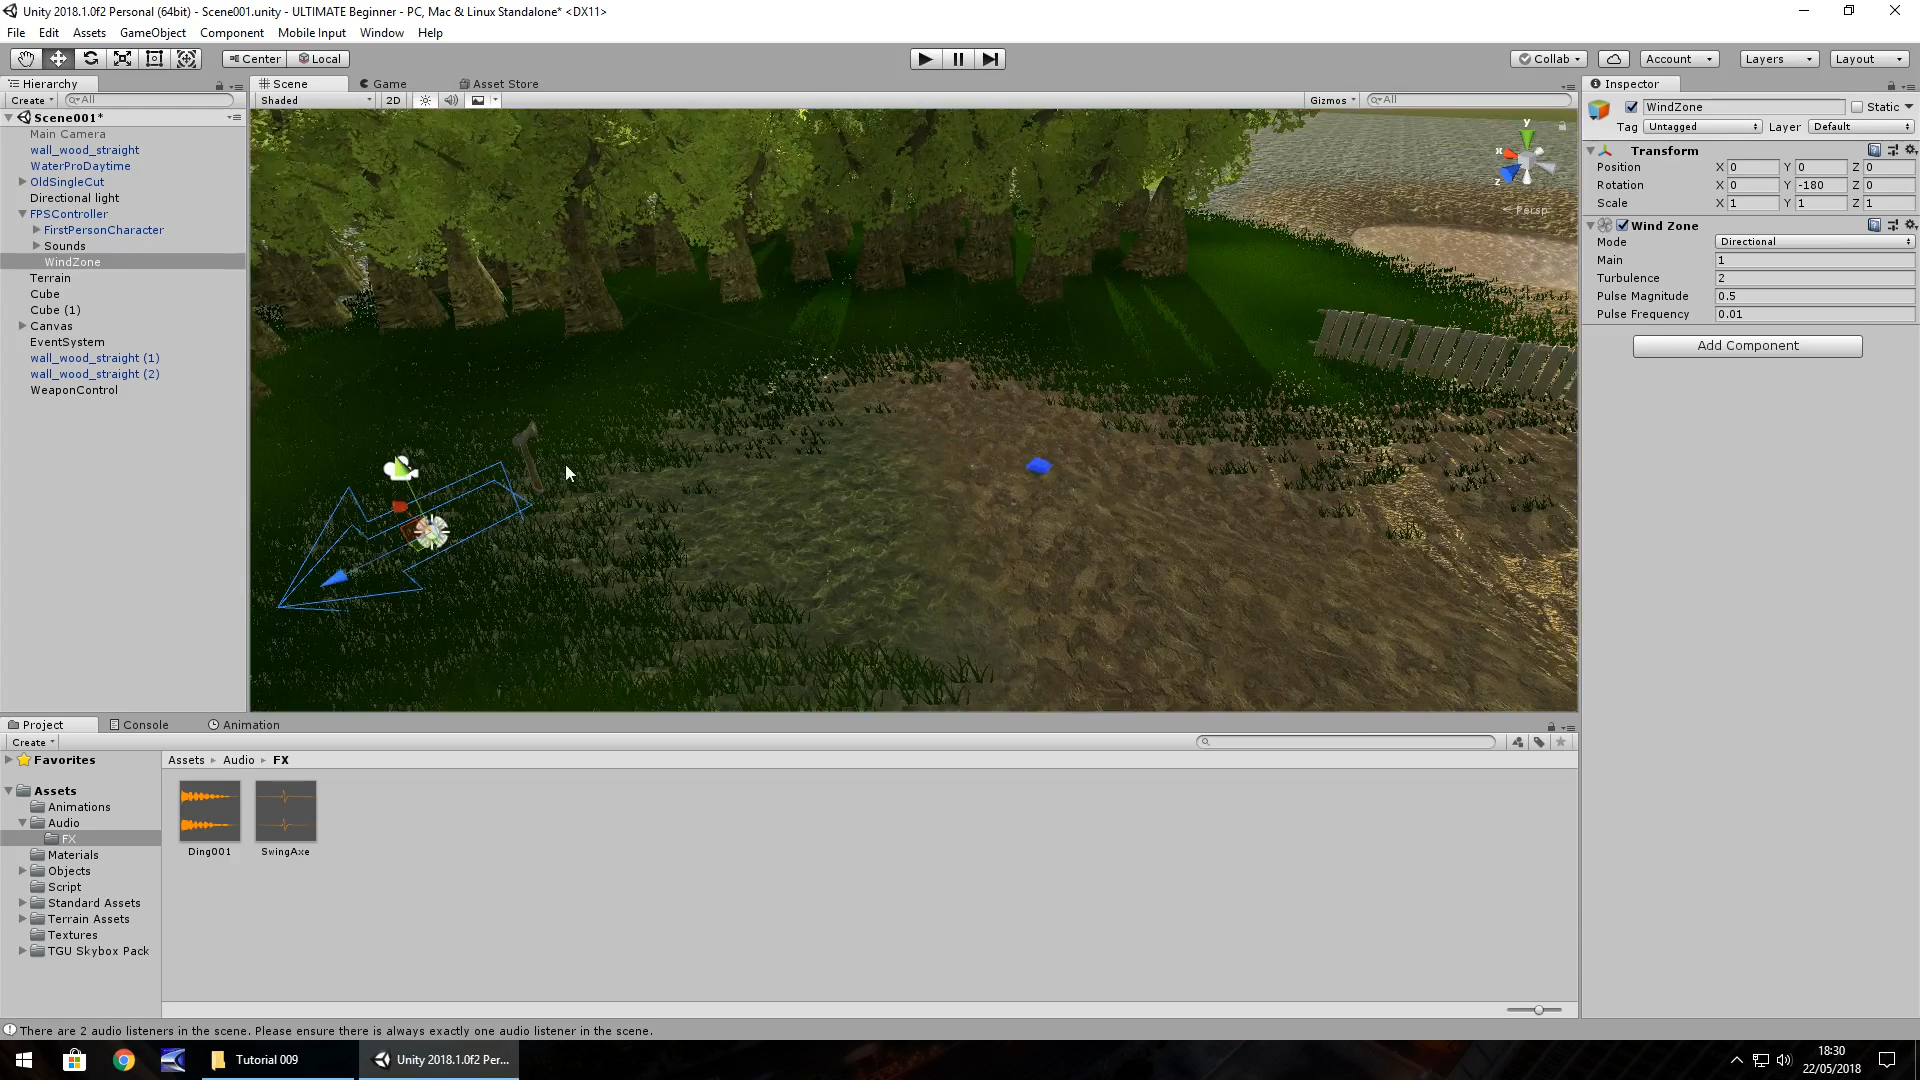 Unity 2018.1.0f2 Personal (64bit) - Scene001.unity - ULTIMATE Beginner - PC, Mac & Linux Standalone* <DX11>
File Edit Assets GameObject Component Mobile Input Window Help
Center Local Collab Account Layers Layout
Hierarchy
Create All
Scene001*
Main Camera
wall_wood_straight
WaterProDaytime
OldSingleCut
Directional light
FPSController
FirstPersonCharacter
Sounds
WindZone
Terrain
Cube
Cube (1)
Canvas
EventSystem
wall_wood_straight (1)
wall_wood_straight (2)
WeaponControl
Scene Game Asset Store
Shaded 2D Gizmos All
y
x
z
Persp
Inspector
WindZone Static
Tag Untagged Layer Default
Transform
Position X 0 Y 0 Z 0
Rotation X 0 Y -180 Z 0
Scale X 1 Y 1 Z 1
Wind Zone
Mode Directional
Main 1
Turbulence 2
Pulse Magnitude 0.5
Pulse Frequency 0.01
Add Component
Project Console Animation
Create
Favorites
Assets
Animations
Audio
FX
Materials
Objects
Script
Standard Assets
Terrain Assets
Textures
TGU Skybox Pack
Assets Audio FX
Ding001 SwingAxe
There are 2 audio listeners in the scene. Please ensure there is always exactly one audio listener in the scene.
Tutorial 009
Unity 2018.1.0f2 Per...
18:30
22/05/2018